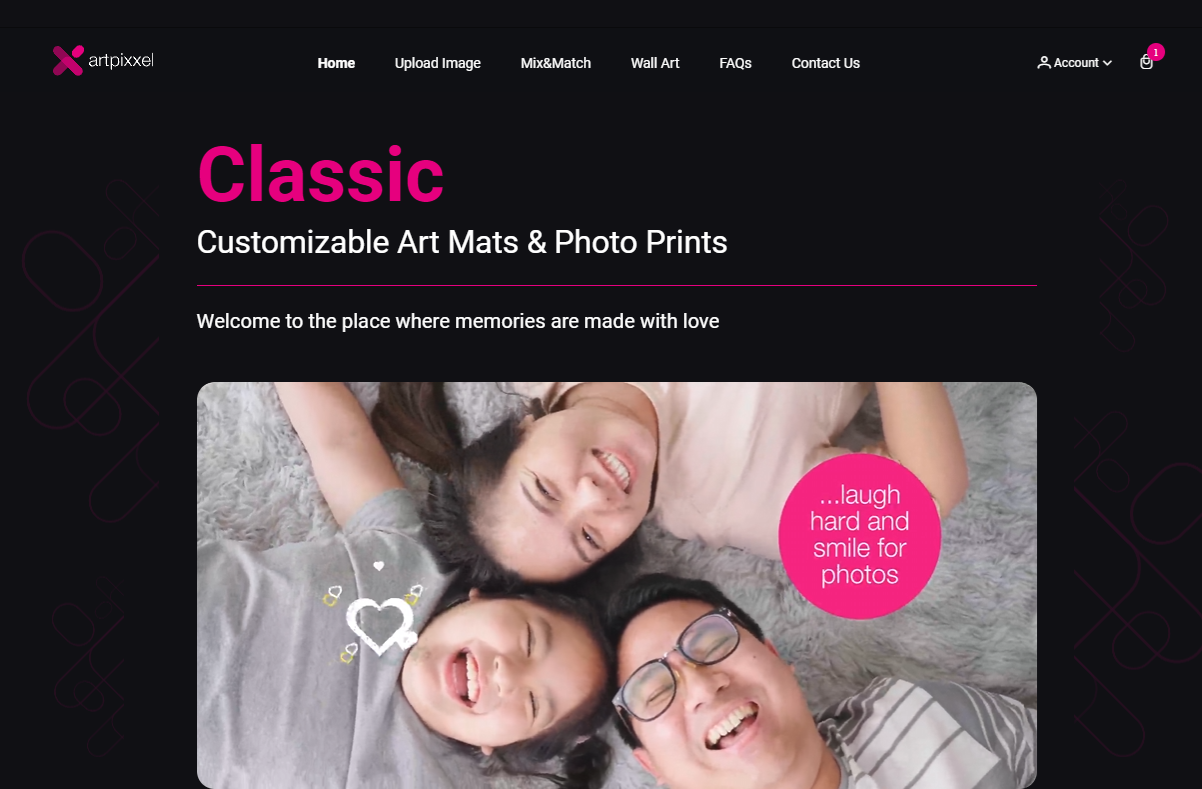 artpixxel
Home Upload Image Mix&Match Wall Art FAQs Contact Us Account 1
Classic
Customizable Art Mats & Photo Prints
Welcome to the place where memories are made with love
...laugh
hard and
smile for
photos